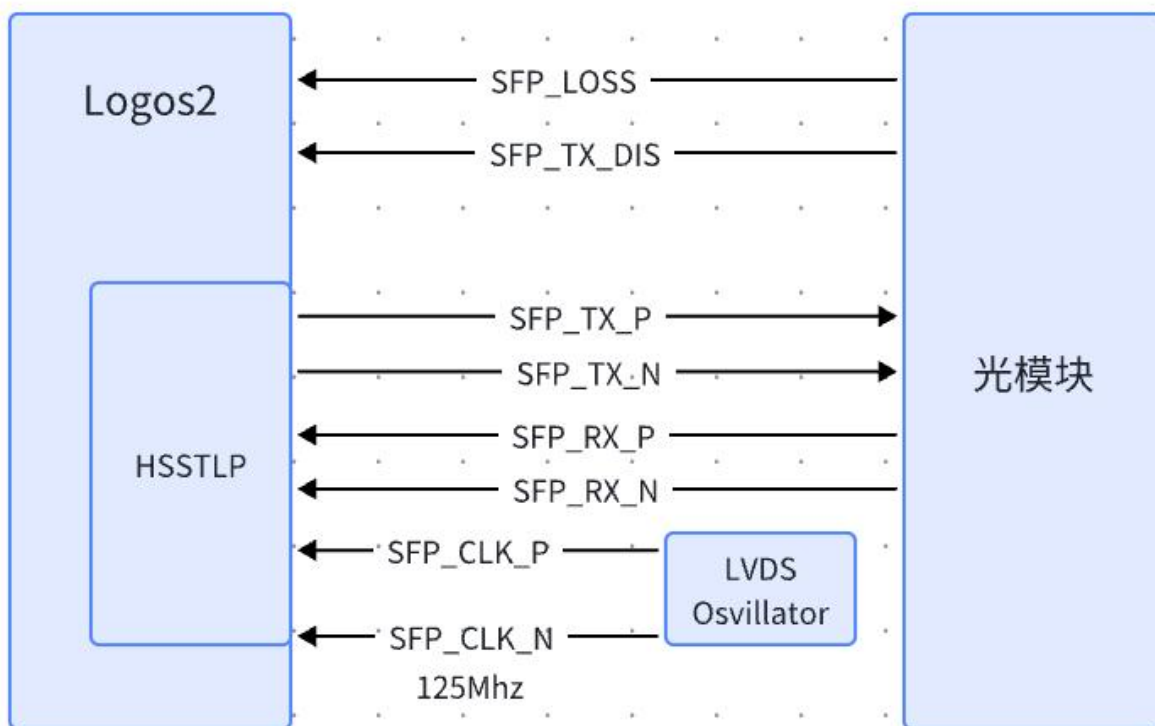 Logos2
SFP_LOSS
SFP_TX_DIS
SFP_TX_P
SFP_TX_N
光模块
SFP_RX_P
HSSTLP
SFP_RX_N
SFP_CLK_P
LVDS
Osvillator
SFP_CLK_N
125Mhz